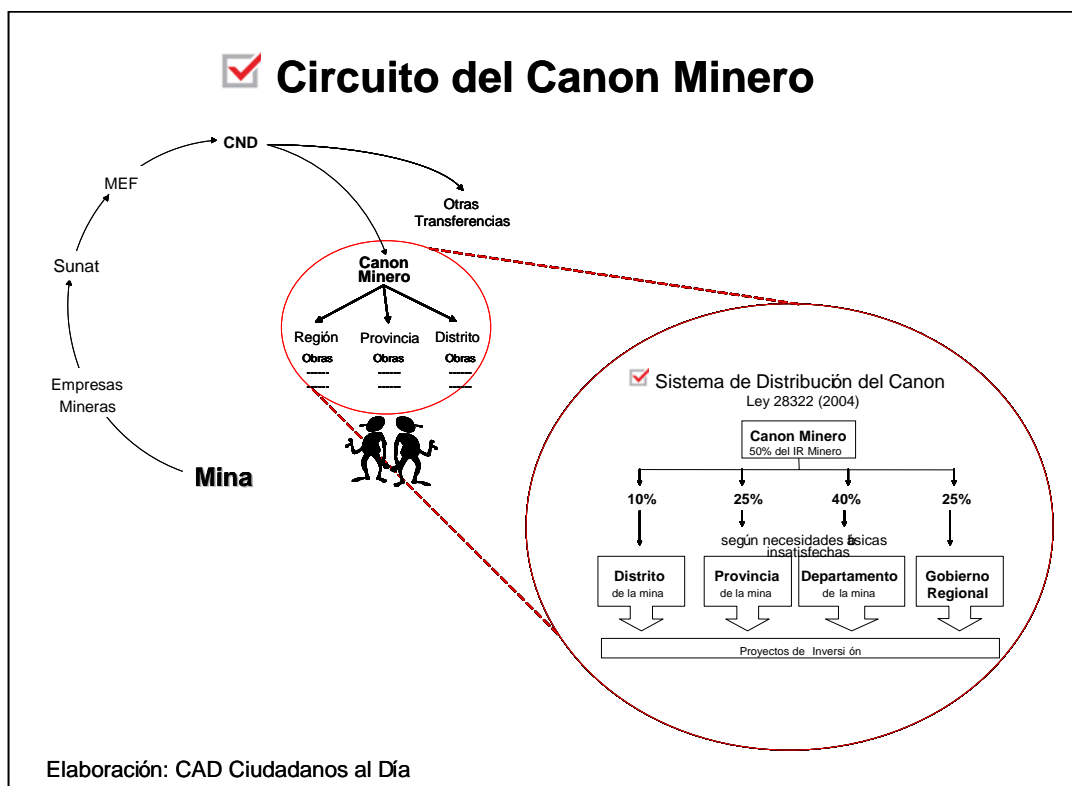 Circuito del Canon Minero
CND
MEF
Otras
Transferencias
Sunat
Canon
Minero
Región Provincia Distrito
Obras Obras Obras
------ ------ ------
------ ------ ------
Empresas
Mineras
Mina
Sistema de Distribución del Canon
Ley 28322 (2004)
Canon Minero
50% del IR Minero
10% 25% 40% 25%
según necesidades básicas
insatisfechas
Distrito Provincia Departamento Gobierno
de la mina de la mina de la mina Regional
Proyectos de Inversión
Elaboración: CAD Ciudadanos al Día